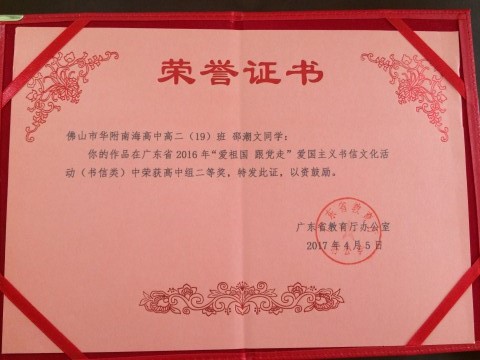 荣誉证书
佛山市华附南海高中高二（19）班 邵潮文同学：
你的作品在广东省2016年“爱祖国 跟党走”爱国主义书信文化活
动（书信类）中荣获高中组二等奖，特发此证，以资鼓励。
广东省教育厅办公室
2017年4月5日